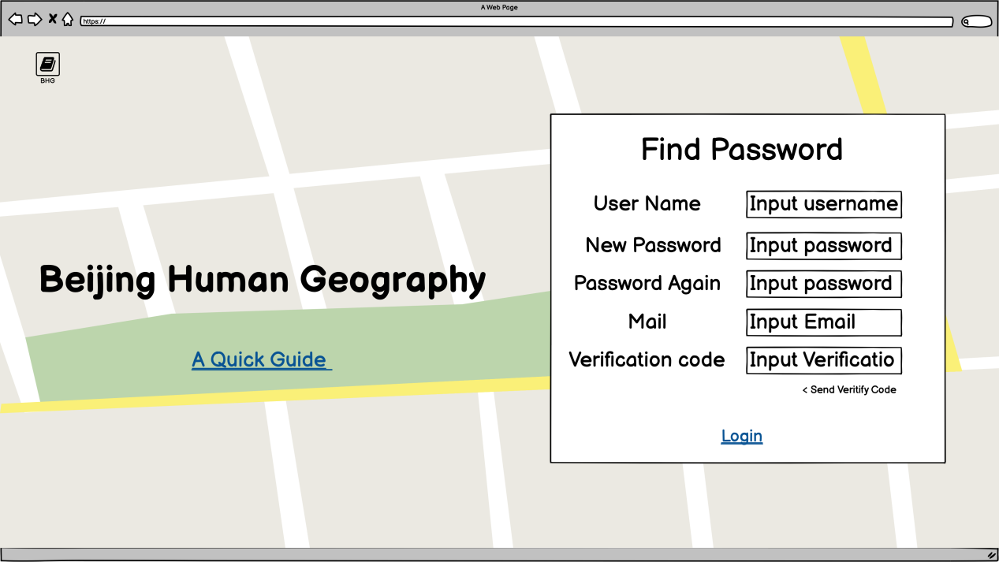 A Web Page
https://
BHG
Beijing Human Geography
A Quick Guide
Find Password
User Name
Input username
New Password
Input password
Password Again
Input password
Mail
Input Email
Verification code
Input Verificatio
< Send Veritify Code
Login